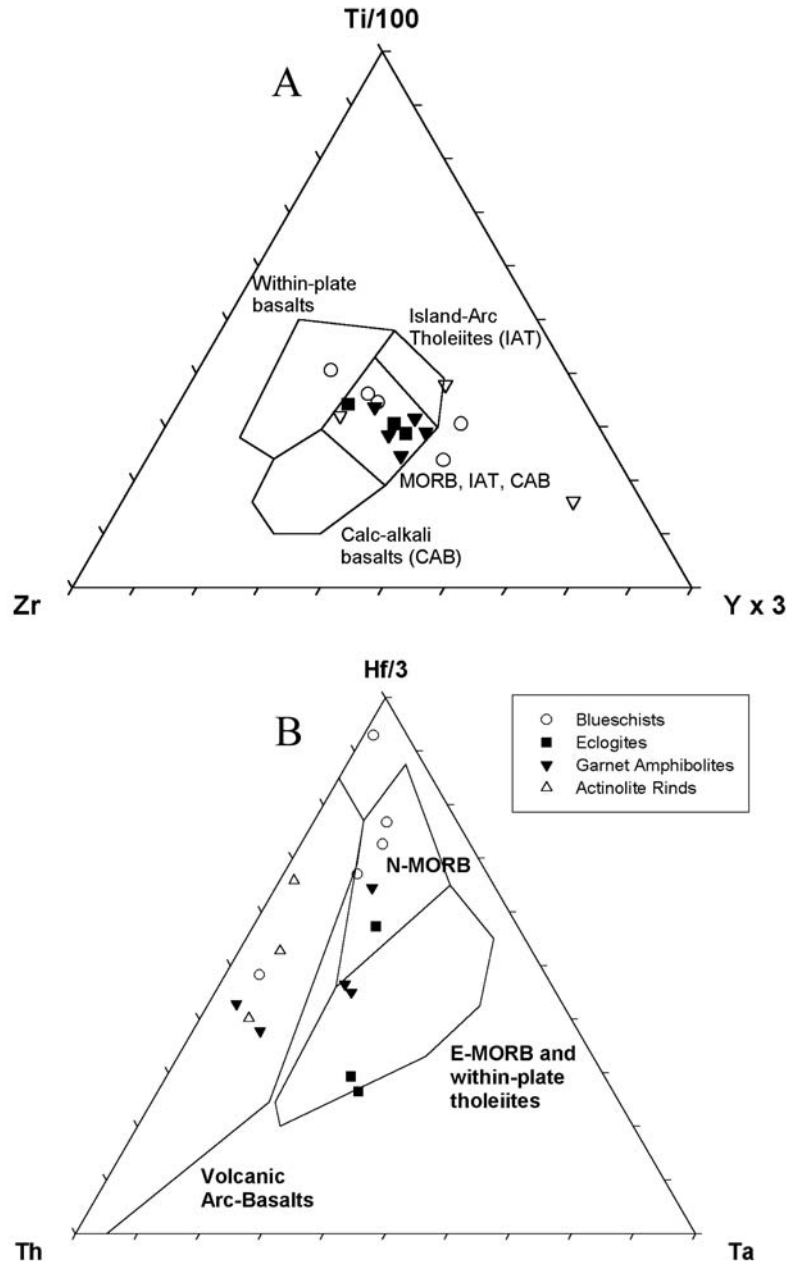 Ti/100
A
Within-plate
basalts
Island-Arc
Tholeiites (IAT)
MORB, IAT, CAB
Calc-alkali
basalts (CAB)
Zr
Y x 3
Hf/3
B
Blueschists
Eclogites
Garnet Amphibolites
Actinolite Rinds
N-MORB
E-MORB and
within-plate
tholeiites
Volcanic
Arc-Basalts
Th
Ta